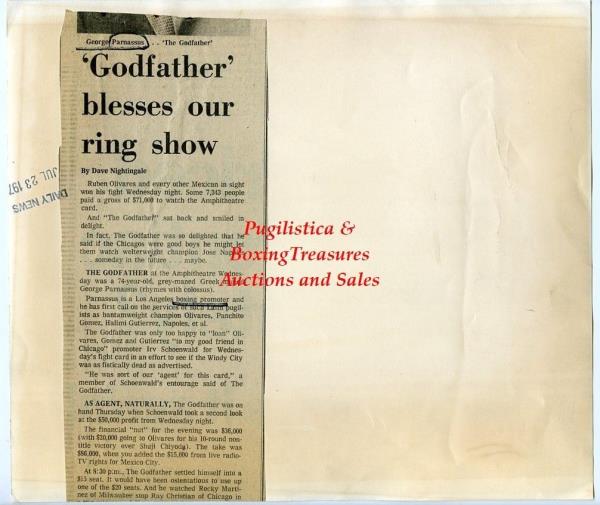 George Parnassus . . . 'The Godfather'
'Godfather'
blesses our
ring show
By Dave Nightingale
Ruben Olivares and every other Mexican in sight
won his fight Wednesday night. Some 7,343 people
paid a gross of $71,000 to watch the Amphitheatre
card.
And "The Godfather" sat back and smiled in
delight.
In fact, The Godfather was so delighted that he
said if the Chicagos were good boys he might let
them watch welterweight champion Jose
. . . someday in the future . . . maybe.
THE GODFATHER at the Amphitheatre Wednes-
day was a 74-year-old, grey-maned Greek
George Parnassus (rhymes with colossus).
Parnassus is a Los Angeles boxing promoter and
he has first call on the services of such Latin pugil-
ists as bantamweight champion Olivares, Panchito
Gomez, Halimi Gutierrez, Napoles, et al.
The Godfather was only too happy to "loan" Oli-
vares, Gomez and Gutierrez "to my good friend in
Chicago" promoter Irv Schoenwald for Wednes-
day's fight card in an effort to see if the Windy City
was as fistically dead as advertised.
"He was sort of our 'agent' for this card," a
member of Schoenwald's entourage said of The
Godfather.
AS AGENT, NATURALLY, The Godfather was on
hand Thursday when Schoenwald took a second look
at the $50,000 profit from Wednesday night.
The financial "nut" for the evening was $36,000
(with $20,000 going to Olivares for his 10-round non-
title victory over Shuji Chiyoda). The take was
$86,000, when you added the $15,000 from live radio-
TV rights for Mexico City.
At 8:30 p.m., The Godfather settled himself into a
$15 seat. It would have been ostentatious to use up
one of the $20 seats. And he watched Rocky Marti-
nez of Milwaukee stop Ray Christian of Chicago in
DAILY NEWS
JUL 23 197
Pugilistica &
BoxingTreasures
Auctions and Sales